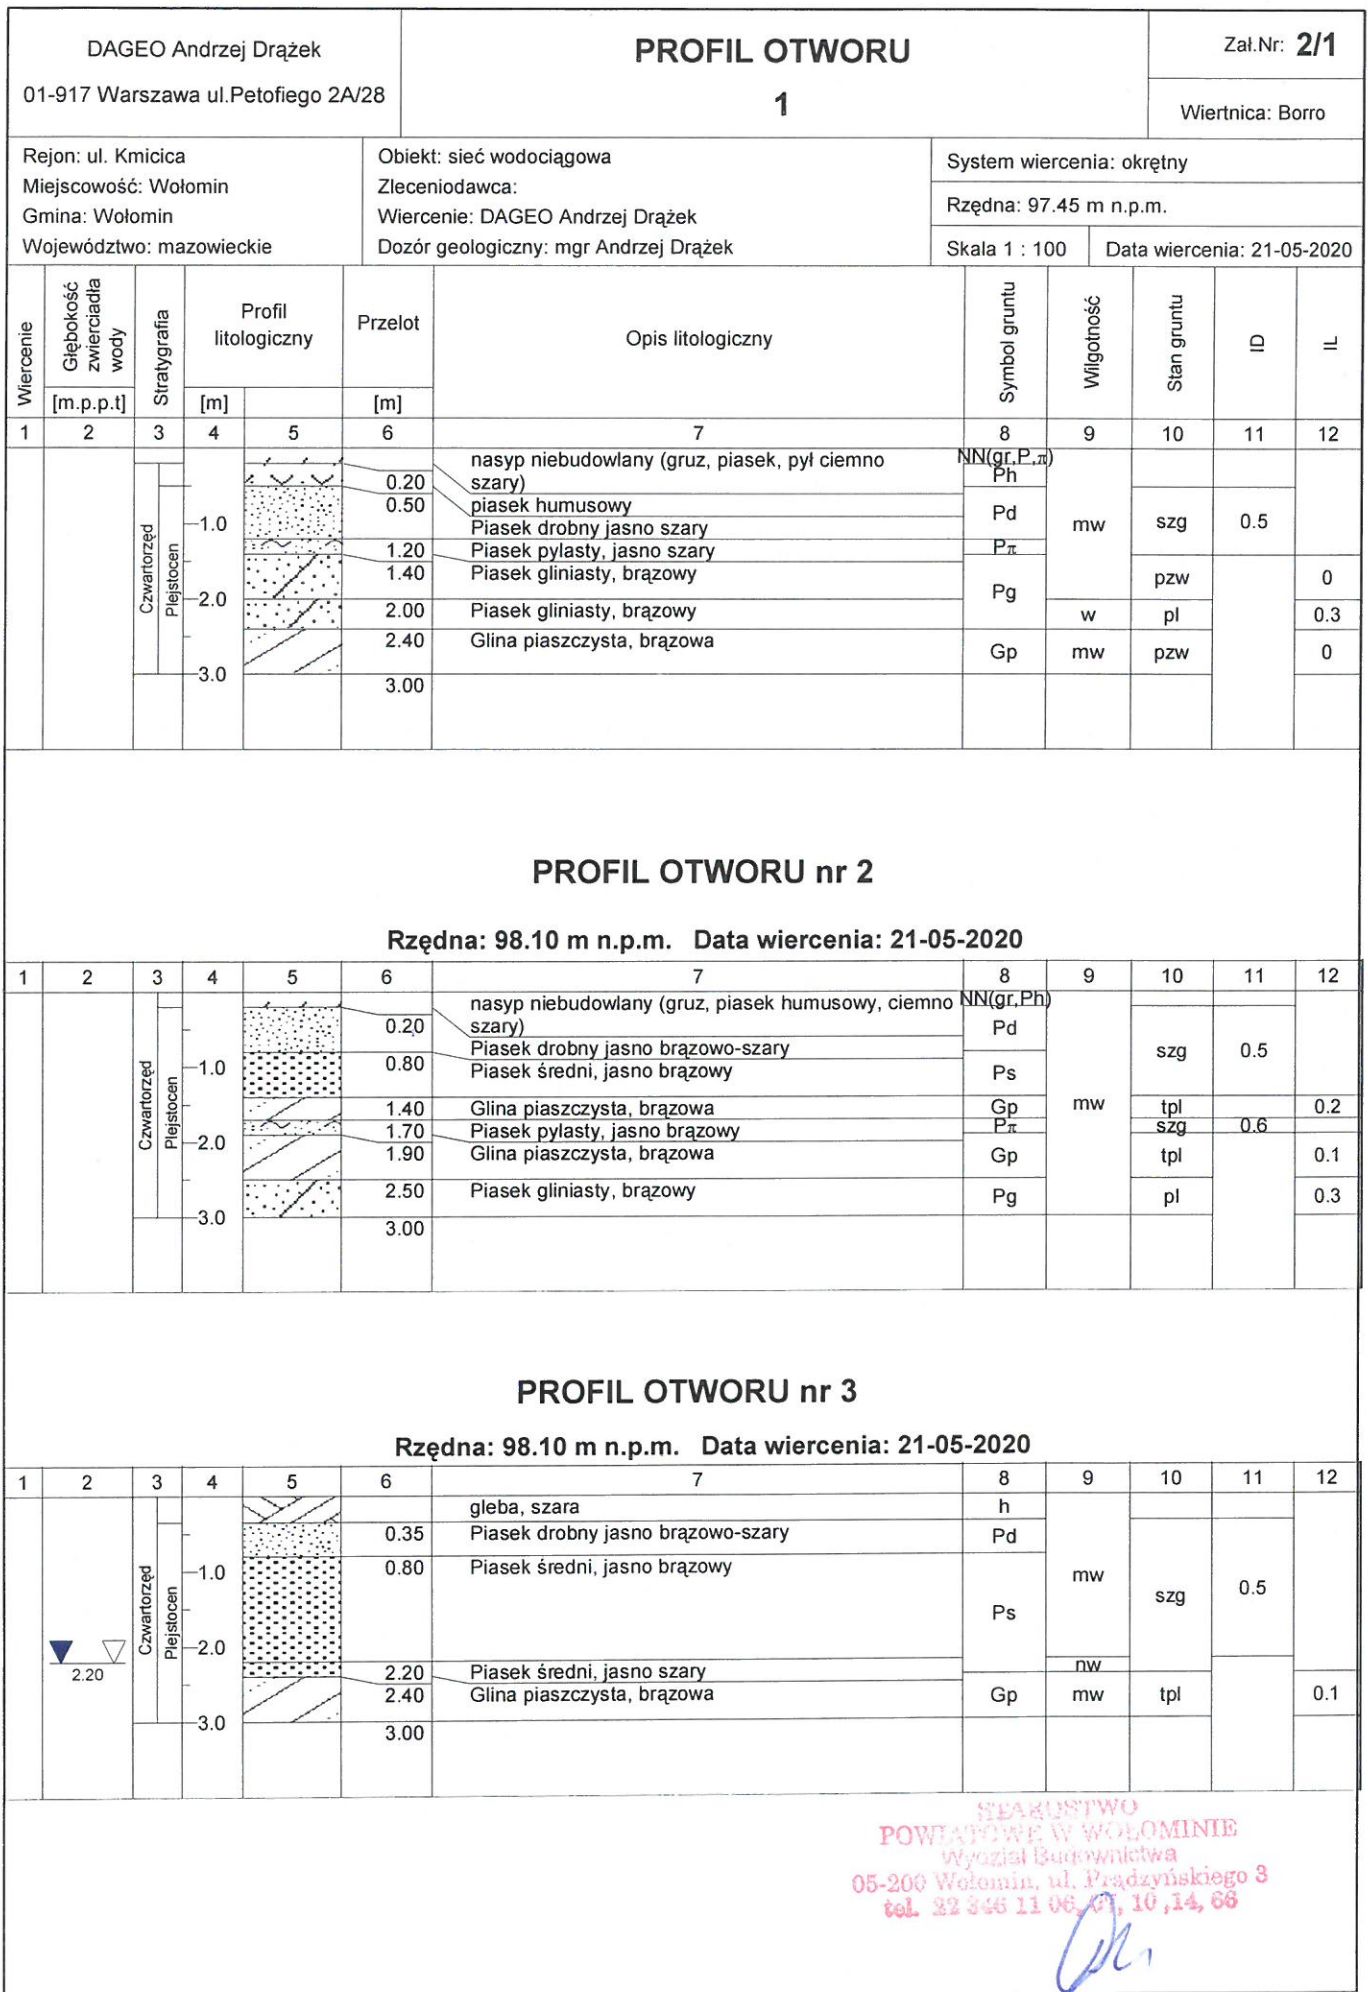 DAGEO Andrzej Drążek
01-917 Warszawa ul.Petofiego 2A/28
PROFIL OTWORU
1
Zał.Nr: 2/1
Wiertnica: Borro
Rejon: ul. Kmicica
Miejscowość: Wołomin
Gmina: Wołomin
Województwo: mazowieckie
Obiekt: sieć wodociągowa
Zleceniodawca:
Wiercenie: DAGEO Andrzej Drążek
Dozór geologiczny: mgr Andrzej Drążek
System wiercenia: okrętny
Rzędna: 97.45 m n.p.m.
Skala 1 : 100 Data wiercenia: 21-05-2020
Wiercenie
Głębokość zwierciadła wody
[m.p.p.t]
Stratygrafia
Profil litologiczny
[m]
Przelot
[m]
Opis litologiczny
Symbol gruntu
Wilgotność
Stan gruntu
ID
IL
1 2 3 4 5 6 7 8 9 10 11 12
Czwartorzęd
Plejstocen
1.0
2.0
3.0
nasyp niebudowlany (gruz, piasek, pył ciemno NN(gr,P,π)
0.20 szary) Ph
0.50 piasek humusowy
Piasek drobny jasno szary Pd mw szg 0.5
1.20 Piasek pylasty, jasno szary Pπ
1.40 Piasek gliniasty, brązowy Pg pzw 0
2.00 Piasek gliniasty, brązowy w pl 0.3
2.40 Glina piaszczysta, brązowa Gp mw pzw 0
3.00
PROFIL OTWORU nr 2
Rzędna: 98.10 m n.p.m. Data wiercenia: 21-05-2020
1 2 3 4 5 6 7 8 9 10 11 12
Czwartorzęd
Plejstocen
1.0
2.0
3.0
nasyp niebudowlany (gruz, piasek humusowy, ciemno NN(gr,Ph)
0.20 szary) Pd
Piasek drobny jasno brązowo-szary szg 0.5
0.80 Piasek średni, jasno brązowy Ps
1.40 Glina piaszczysta, brązowa Gp mw tpl 0.2
1.70 Piasek pylasty, jasno brązowy Pπ szg 0.6
1.90 Glina piaszczysta, brązowa Gp tpl 0.1
2.50 Piasek gliniasty, brązowy Pg pl 0.3
3.00
PROFIL OTWORU nr 3
Rzędna: 98.10 m n.p.m. Data wiercenia: 21-05-2020
1 2 3 4 5 6 7 8 9 10 11 12
2.20
Czwartorzęd
Plejstocen
1.0
2.0
3.0
gleba, szara h
0.35 Piasek drobny jasno brązowo-szary Pd
0.80 Piasek średni, jasno brązowy Ps mw szg 0.5
2.20 Piasek średni, jasno szary nw
2.40 Glina piaszczysta, brązowa Gp mw tpl 0.1
3.00
STAROSTWO
POWIATOWE W WOŁOMINIE
Wydział Budownictwa
05-200 Wołomin, ul. Prądzyńskiego 3
tel. 22 346 11 06, 10 ,14, 66